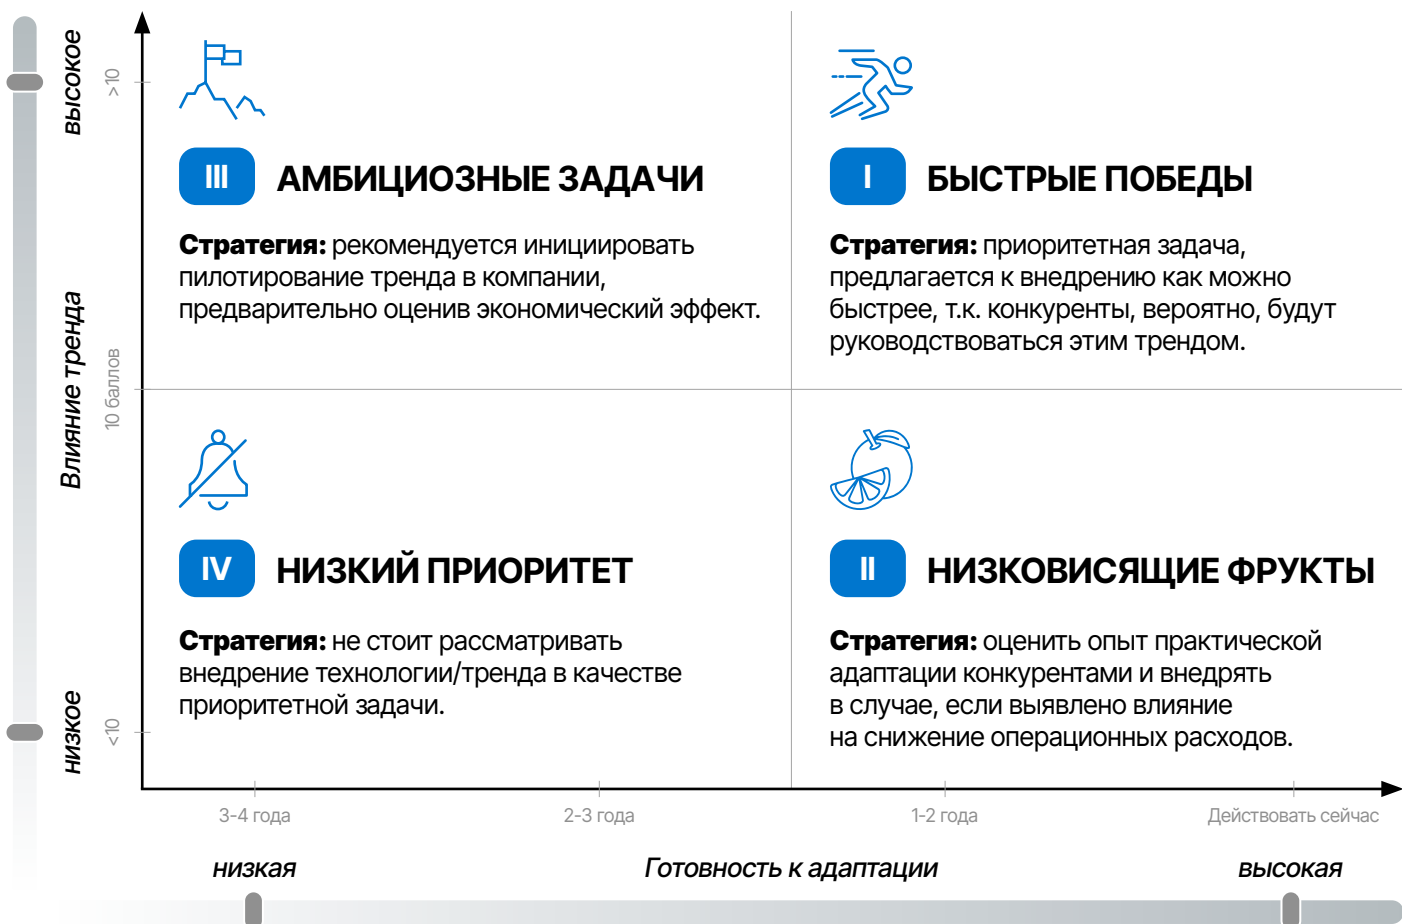 высокое
>10
Влияние тренда
10 баллов
низкое
<10
III
АМБИЦИОЗНЫЕ ЗАДАЧИ
Стратегия: рекомендуется инициировать
пилотирование тренда в компании,
предварительно оценив экономический эффект.
I
БЫСТРЫЕ ПОБЕДЫ
Стратегия: приоритетная задача,
предлагается к внедрению как можно
быстрее, т.к. конкуренты, вероятно, будут
руководствоваться этим трендом.
IV
НИЗКИЙ ПРИОРИТЕТ
Стратегия: не стоит рассматривать
внедрение технологии/тренда в качестве
приоритетной задачи.
II
НИЗКОВИСЯЩИЕ ФРУКТЫ
Стратегия: оценить опыт практической
адаптации конкурентами и внедрять
в случае, если выявлено влияние
на снижение операционных расходов.
3-4 года
2-3 года
1-2 года
Действовать сейчас
низкая
Готовность к адаптации
высокая